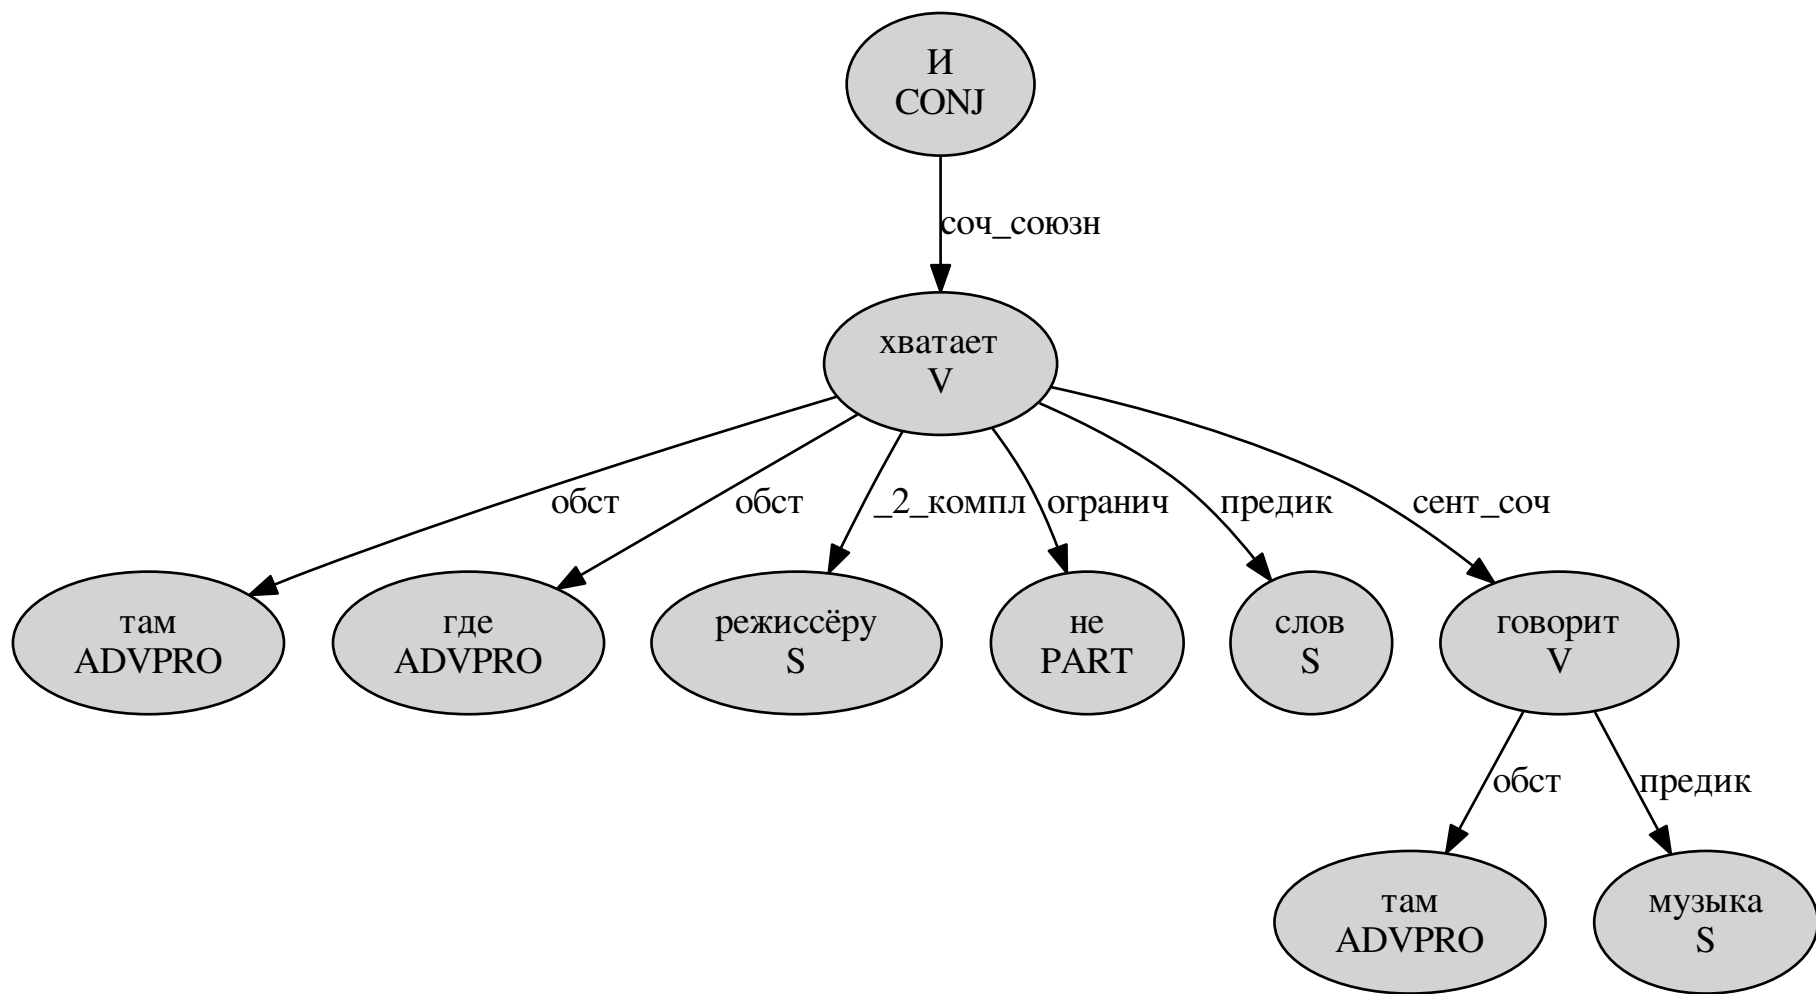 И
CONJ
соч_союзн
хватает
V
обст
обст
_2_компл
огранич
предик
сент_соч
там
ADVPRO
где
ADVPRO
режиссёру
S
не
PART
слов
S
говорит
V
обст
предик
там
ADVPRO
музыка
S